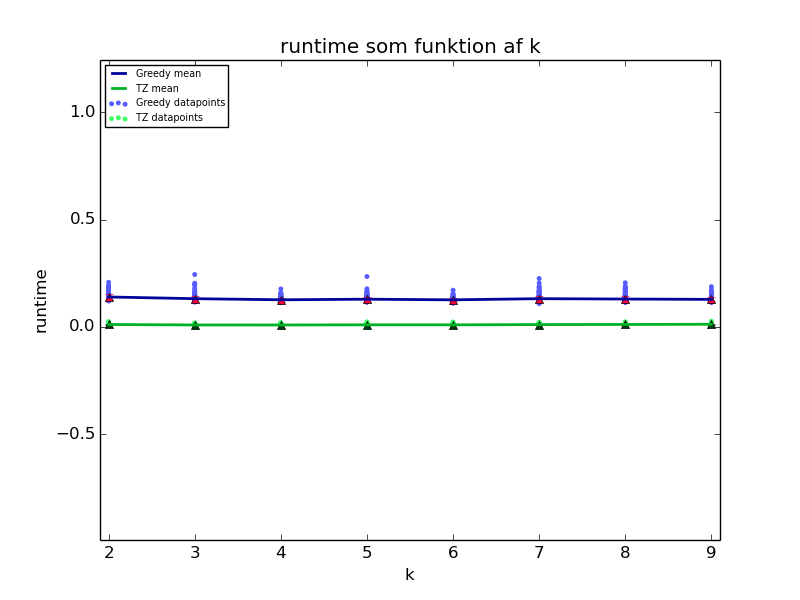 runtime som funktion af k
Greedy mean
TZ mean
Greedy datapoints
TZ datapoints
1.0
0.5
0.0
−0.5
runtime
2 3 4 5 6 7 8 9
k